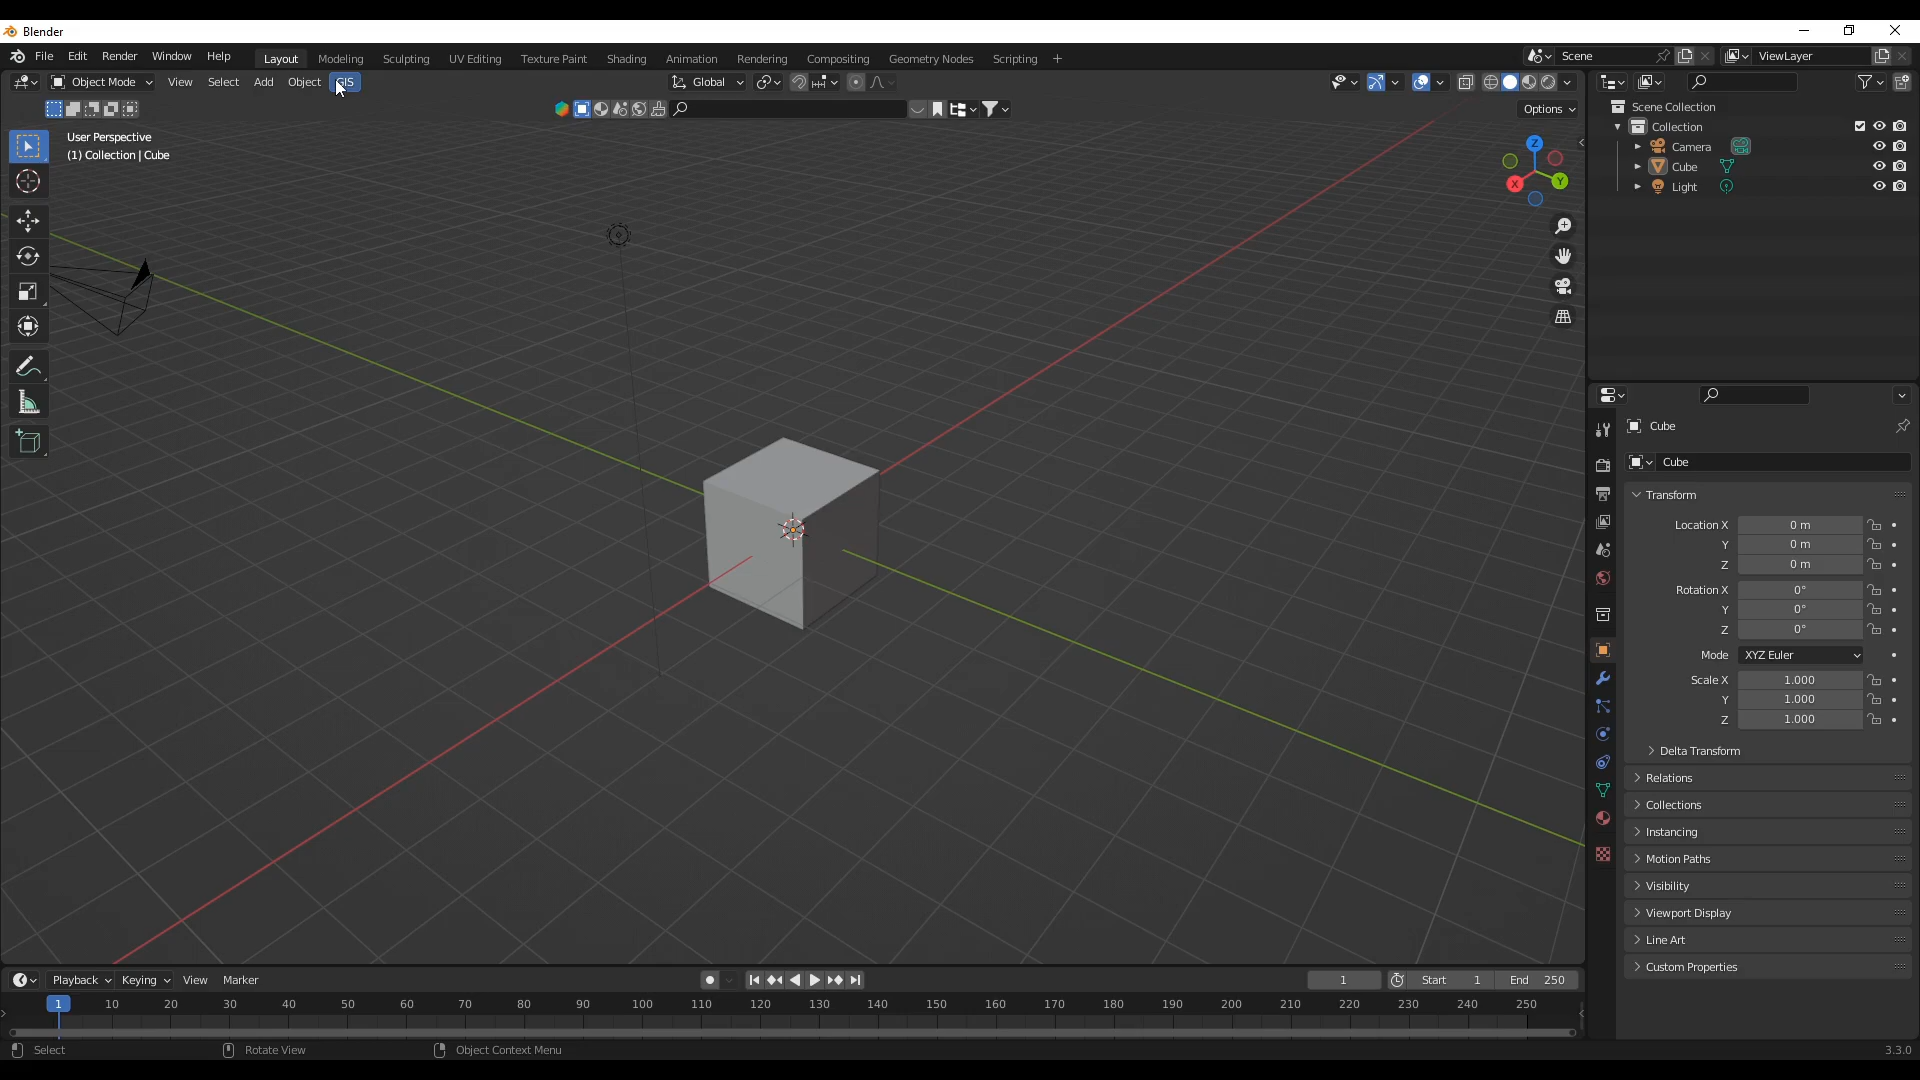 Blender
File Edit Render Window Help Layout Modeling Sculpting UV Editing Texture Paint Shading Animation Rendering Compositing Geometry Nodes Scripting + Scene ViewLayer
Object Mode View Select Add Object GIS Global
Options
User Perspective
(1) Collection | Cube
Z
X
Y
Scene Collection
Collection
Camera
Cube
Light
Cube
Cube
Transform
Location X 0 m
Y 0 m
Z 0 m
Rotation X 0°
Y 0°
Z 0°
Mode XYZ Euler
Scale X 1.000
Y 1.000
Z 1.000
Delta Transform
Relations
Collections
Instancing
Motion Paths
Visibility
Viewport Display
Line Art
Custom Properties
Playback Keying View Marker 1 Start 1 End 250
1 10 20 30 40 50 60 70 80 90 100 110 120 130 140 150 160 170 180 190 200 210 220 230 240 250
Select Rotate View Object Context Menu 3.3.0